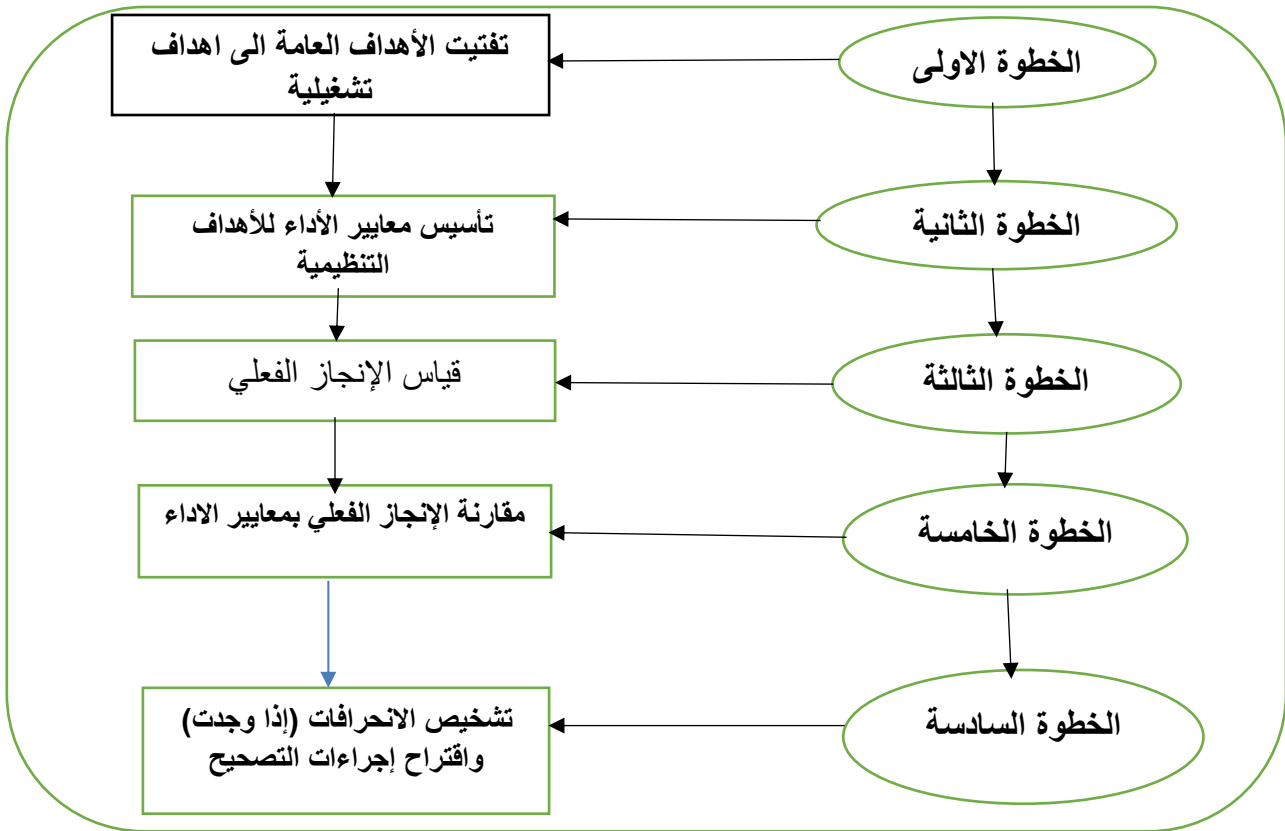 الخطوة الاولى
تفتيت الأهداف العامة الى اهداف
تشغيلية
الخطوة الثانية
تأسيس معايير الأداء للأهداف
التنظيمية
الخطوة الثالثة
قياس الإنجاز الفعلي
الخطوة الخامسة
مقارنة الإنجاز الفعلي بمعايير الاداء
الخطوة السادسة
تشخيص الانحرافات (إذا وجدت)
واقتراح إجراءات التصحيح